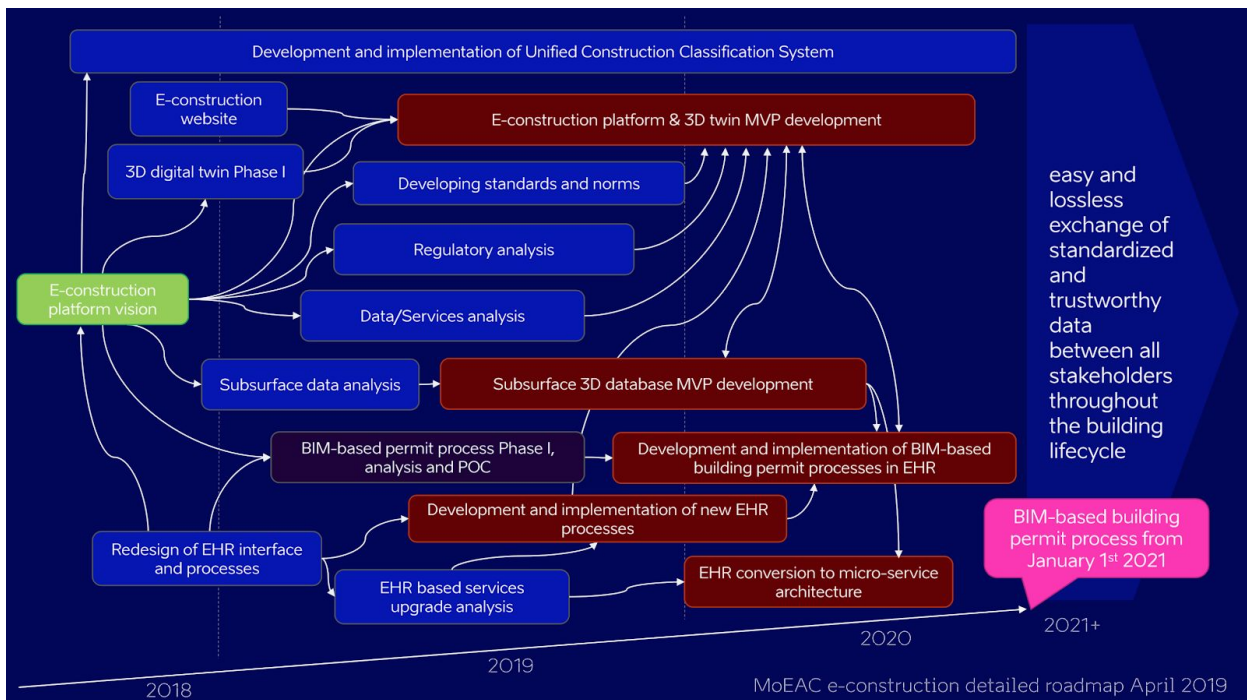 Development and implementation of Unified Construction Classification System
E-construction
website
E-construction platform & 3D twin MVP development
3D digital twin Phase I
Developing standards and norms
Regulatory analysis
E-construction
platform vision
Data/Services analysis
Subsurface data analysis
Subsurface 3D database MVP development
BIM-based permit process Phase I,
analysis and POC
Development and implementation of BIM-based
building permit processes in EHR
Development and implementation of new EHR
processes
Redesign of EHR interface
and processes
EHR based services
upgrade analysis
EHR conversion to micro-service
architecture
easy and
lossless
exchange of
standardized
and
trustworthy
data
between all
stakeholders
throughout
the building
lifecycle
BIM-based building
permit process from
January 1st 2021
2018
2019
2020
2021+
MoEAC e-construction detailed roadmap April 2019